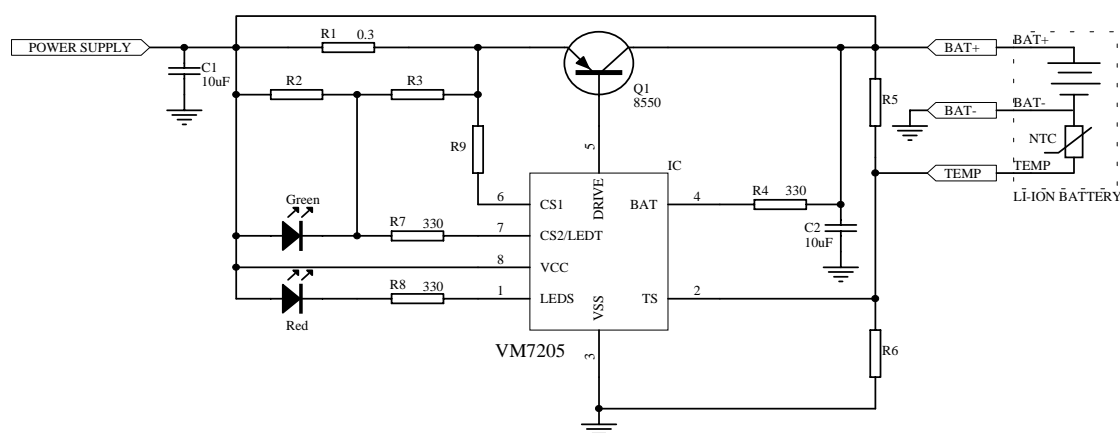 R1 0.3
POWER SUPPLY
BAT+ BAT+
C1
10uF
R2 R3
Q1
8550
R5
BAT- BAT-
R9
5
NTC
IC
TEMP TEMP
6 CS1 DRIVE BAT 4 R4 330
LI-ION BATTERY
Green
R7 330 7 CS2/LEDT
C2
10uF
8 VCC
R8 330 1 LEDS VSS TS 2
Red
VM7205
3
R6